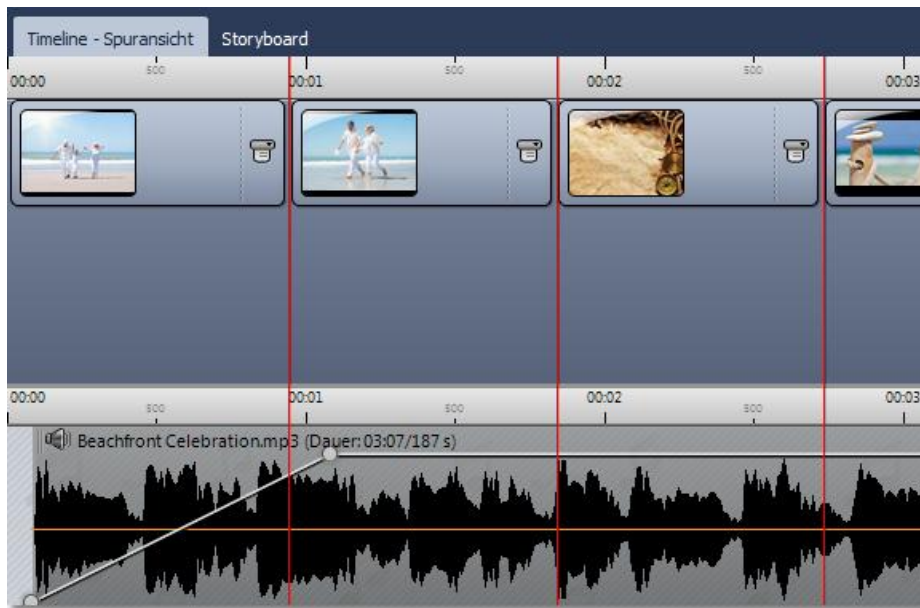 Timeline - Spuransicht Storyboard
00:00 500 00:01 500 00:02 500 00:03
00:00 500 00:01 500 00:02 500 00:03
Beachfront Celebration.mp3 (Dauer: 03:07/187 s)